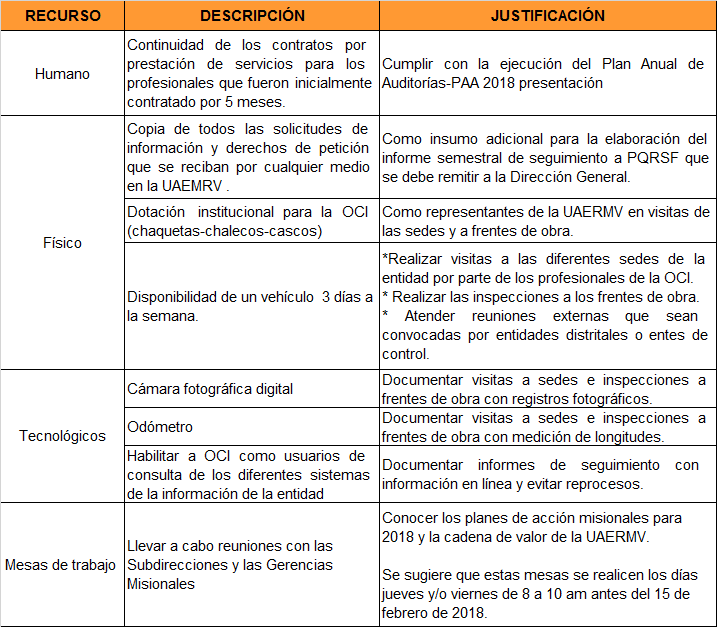 RECURSO DESCRIPCIÓN JUSTIFICACIÓN
Humano
Continuidad de los contratos por
prestación de servicios para los
profesionales que fueron inicialmente
contratado por 5 meses.
Cumplir con la ejecución del Plan Anual de
Auditorías-PAA 2018 presentación
Físico
Copia de todos las solicitudes de
información y derechos de petición
que se reciban por cualquier medio
en la UAEMRV .
Como insumo adicional para la elaboración del
informe semestral de seguimiento a PQRSF que
se debe remitir a la Dirección General.
Dotación institucional para la OCI
(chaquetas-chalecos-cascos)
Como representantes de la UAERMV en visitas de
las sedes y a frentes de obra.
Disponibilidad de un vehículo 3 días a
la semana.
*Realizar visitas a las diferentes sedes de la
entidad por parte de los profesionales de la OCI.
* Realizar las inspecciones a los frentes de obra.
* Atender reuniones externas que sean
convocadas por entidades distritales o entes de
control.
Tecnológicos
Cámara fotográfica digital
Documentar visitas a sedes e inspecciones a
frentes de obra con registros fotográficos.
Odómetro
Documentar visitas a sedes e inspecciones a
frentes de obra con medición de longitudes.
Habilitar a OCI como usuarios de
consulta de los diferentes sistemas
de la información de la entidad
Documentar informes de seguimiento con
información en línea y evitar reprocesos.
Mesas de trabajo
Llevar a cabo reuniones con las
Subdirecciones y las Gerencias
Misionales
Conocer los planes de acción misionales para
2018 y la cadena de valor de la UAERMV.
Se sugiere que estas mesas se realicen los días
jueves y/o viernes de 8 a 10 am antes del 15 de
febrero de 2018.